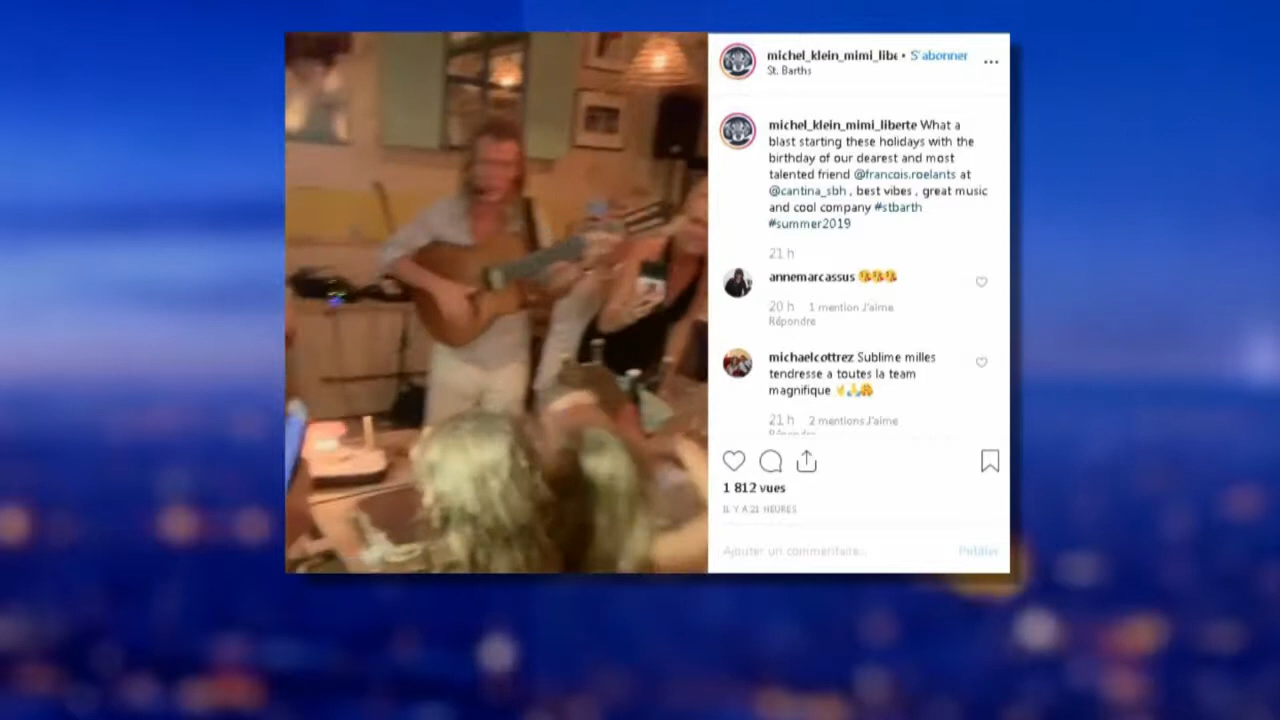 michel_klein_mimi_libe • S'abonner
St. Barths
...
michel_klein_mimi_liberte What a
blast starting these holidays with the
birthday of our dearest and most
talented friend @francois.roelants at
@cantina_sbh , best vibes , great music
and cool company #stbarth
#summer2019
21 h
annemarcassus 😘😘😘
20 h 1 mention J'aime
Répondre
michaelcottrez Sublime milles
tendresse a toutes la team
magnifique
21 h 2 mentions J'aime
Répondre
1 812 vues
IL Y A 21 HEURES
Ajouter un commentaire...
Publier